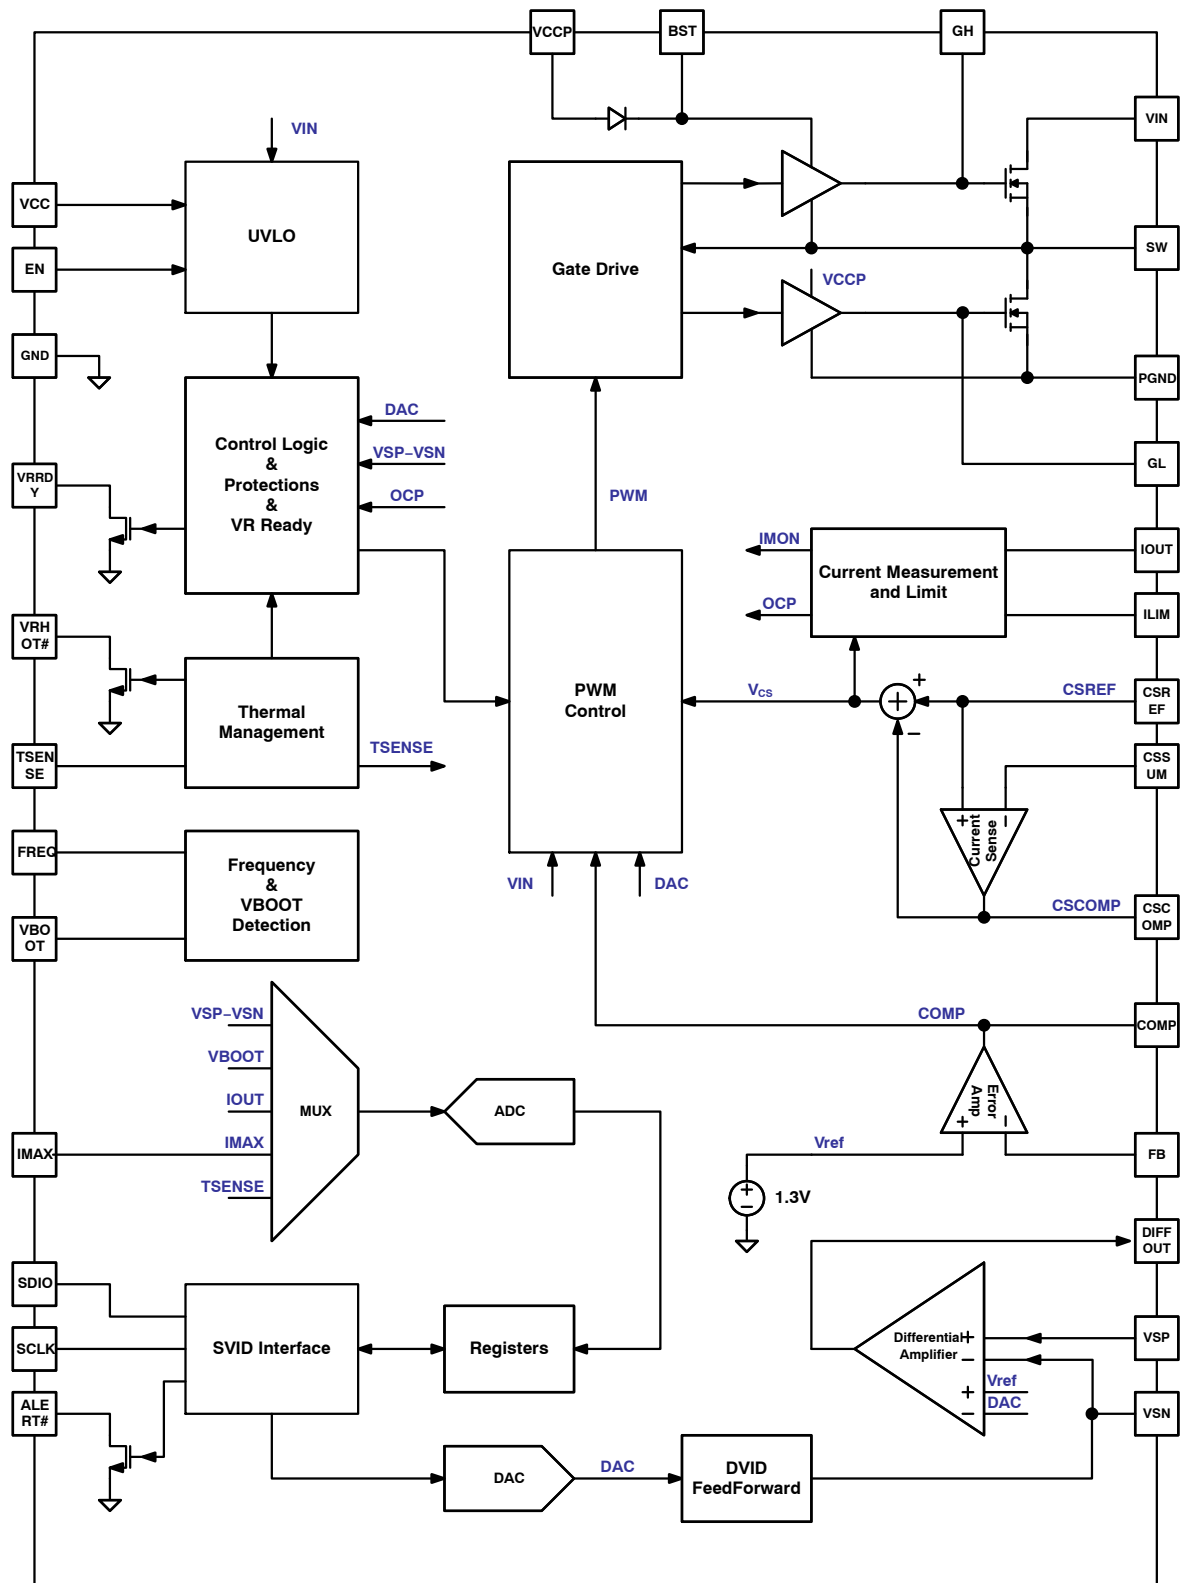 VCCP
BST
GH
VIN
VIN
VCC
UVLO
EN
Gate Drive
SW
VCCP
GND
PGND
DAC
Control Logic
&
Protections
&
VR Ready
VSP–VSN
OCP
VRRD
Y
GL
PWM
IMON
OCP
Current Measurement
and Limit
IOUT
ILIM
VRH
OT#
Thermal
Management
TSEN
SE
TSENSE
PWM
Control
VCS
+
+
–
CSREF
CSR
EF
CSS
UM
+
–
Current
Sense
FREQ
VBO
OT
Frequency
&
VBOOT
Detection
VIN
DAC
CSCOMP
CSC
OMP
VSP–VSN
VBOOT
IOUT
IMAX
TSENSE
IMAX
MUX
ADC
COMP
COMP
Error
Amp
+
–
Vref
FB
+
–
1.3V
DIFF
OUT
SDIO
SCLK
ALE
RT#
SVID Interface
Registers
Differential
Amplifier
+
–
+
–
Vref
DAC
VSP
VSN
DAC
DAC
DVID
FeedForward